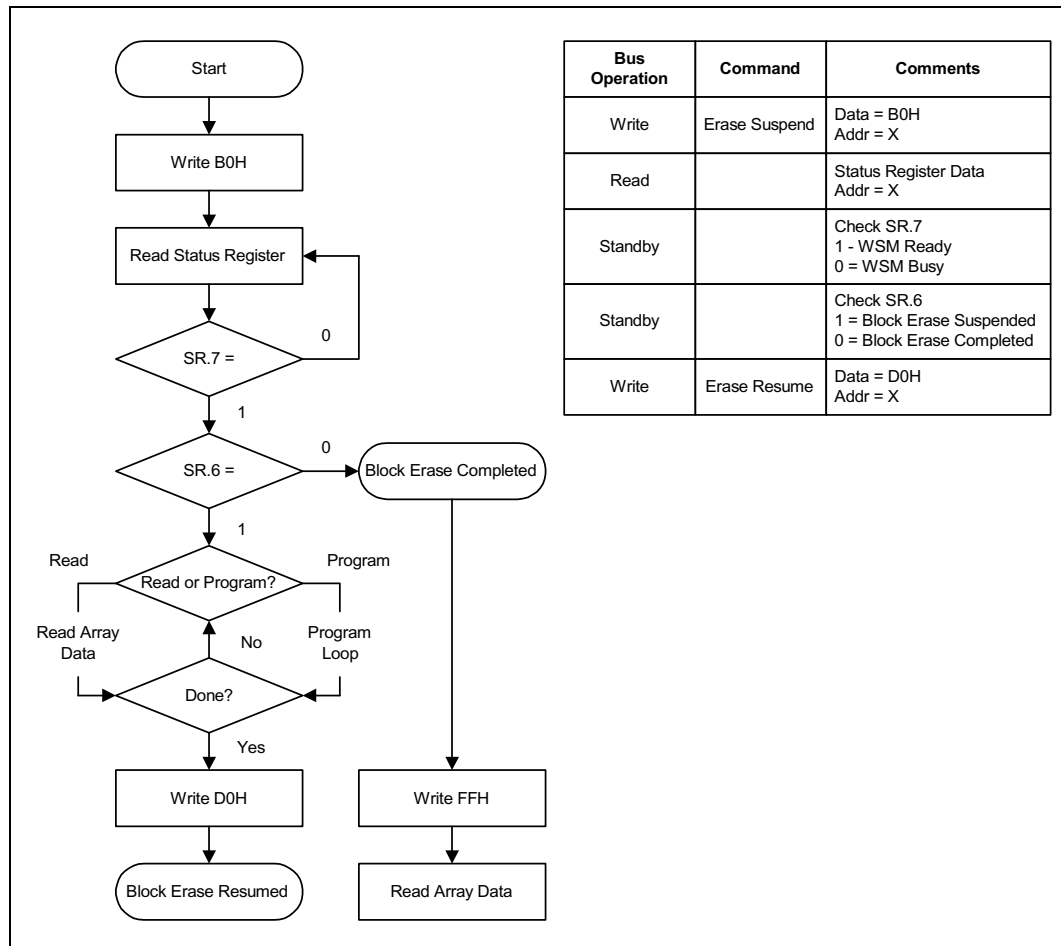 Start
Write B0H
Read Status Register
0
SR.7 =
1
0
SR.6 =
Block Erase Completed
1
Read
Program
Read or Program?
Read Array
Data
No
Program
Loop
Done?
Yes
Write D0H
Write FFH
Block Erase Resumed
Read Array Data
Bus
Operation
Command
Comments
Write
Erase Suspend
Data = B0H
Addr = X
Read
Status Register Data
Addr = X
Standby
Check SR.7
1 - WSM Ready
0 = WSM Busy
Standby
Check SR.6
1 = Block Erase Suspended
0 = Block Erase Completed
Write
Erase Resume
Data = D0H
Addr = X